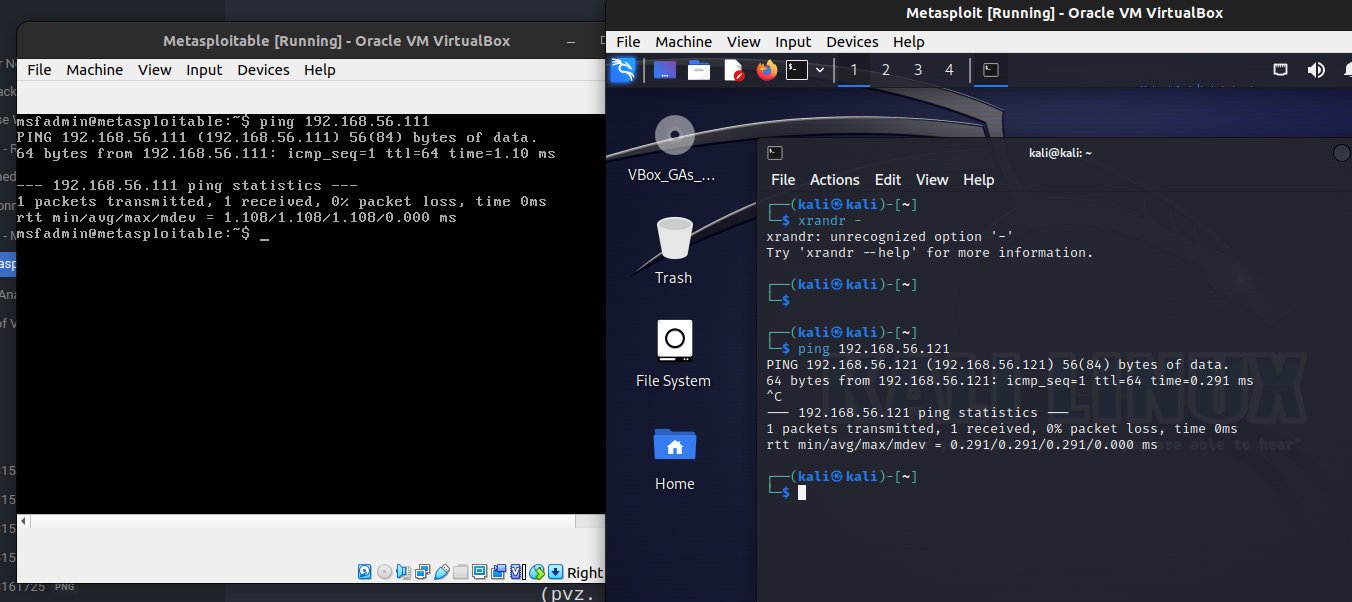 Metasploitable [Running] - Oracle VM VirtualBox
File Machine View Input Devices Help
msfadmin@metasploitable:~$ ping 192.168.56.111
PING 192.168.56.111 (192.168.56.111) 56(84) bytes of data.
64 bytes from 192.168.56.111: icmp_seq=1 ttl=64 time=1.10 ms
--- 192.168.56.111 ping statistics ---
1 packets transmitted, 1 received, 0% packet loss, time 0ms
rtt min/avg/max/mdev = 1.108/1.108/1.108/0.000 ms
msfadmin@metasploitable:~$ _
Right
161725 PNG
(pvz.
Metasploit [Running] - Oracle VM VirtualBox
File Machine View Input Devices Help
1 2 3 4
VBox_GAs_...
Trash
File System
Home
kali@kali: ~
File Actions Edit View Help
┌──(kali㉿kali)-[~]
└─$ xrandr -
xrandr: unrecognized option '-'
Try 'xrandr --help' for more information.
┌──(kali㉿kali)-[~]
└─$
┌──(kali㉿kali)-[~]
└─$ ping 192.168.56.121
PING 192.168.56.121 (192.168.56.121) 56(84) bytes of data.
64 bytes from 192.168.56.121: icmp_seq=1 ttl=64 time=0.291 ms
^C
--- 192.168.56.121 ping statistics ---
1 packets transmitted, 1 received, 0% packet loss, time 0ms
rtt min/avg/max/mdev = 0.291/0.291/0.291/0.000 ms
┌──(kali㉿kali)-[~]
└─$
KALI LINUX
are able to hear"